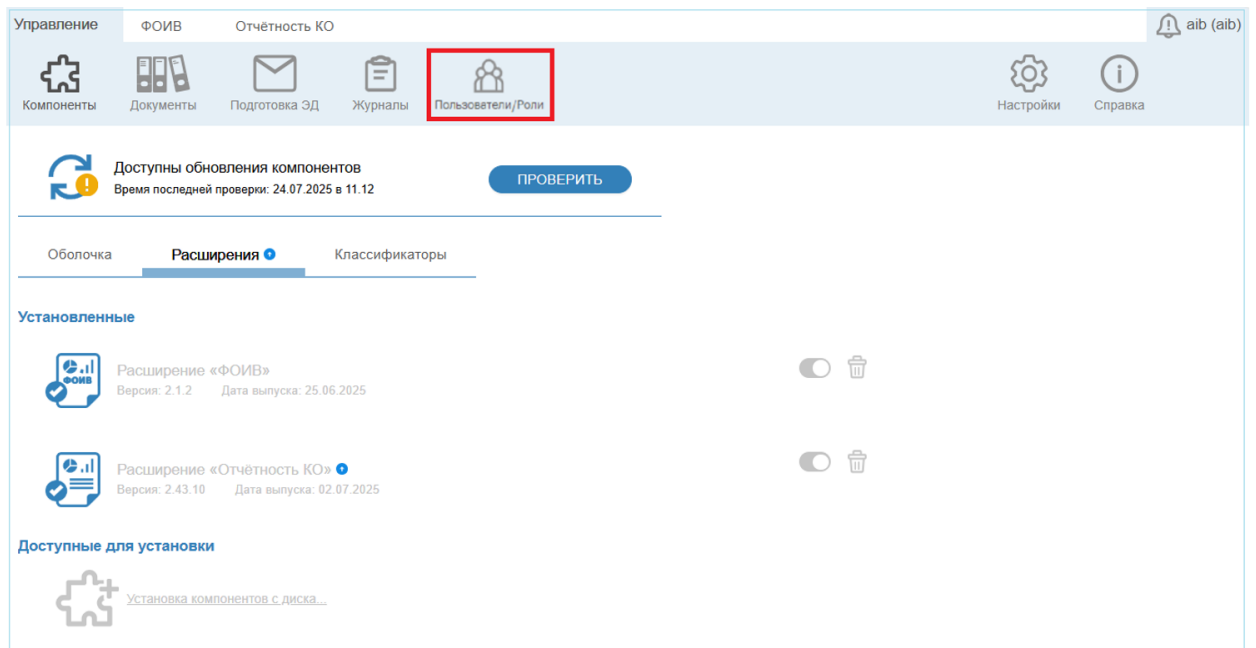 Управление ФОИВ Отчётность КО aib (aib)
Компоненты Документы Подготовка ЭД Журналы Пользователи/Роли Настройки Справка
Доступны обновления компонентов
Время последней проверки: 24.07.2025 в 11.12
ПРОВЕРИТЬ
Оболочка Расширения Классификаторы
Установленные
ФОИВ
Расширение «ФОИВ»
Версия: 2.1.2 Дата выпуска: 25.06.2025
Расширение «Отчётность КО»
Версия: 2.43.10 Дата выпуска: 02.07.2025
Доступные для установки
Установка компонентов с диска...